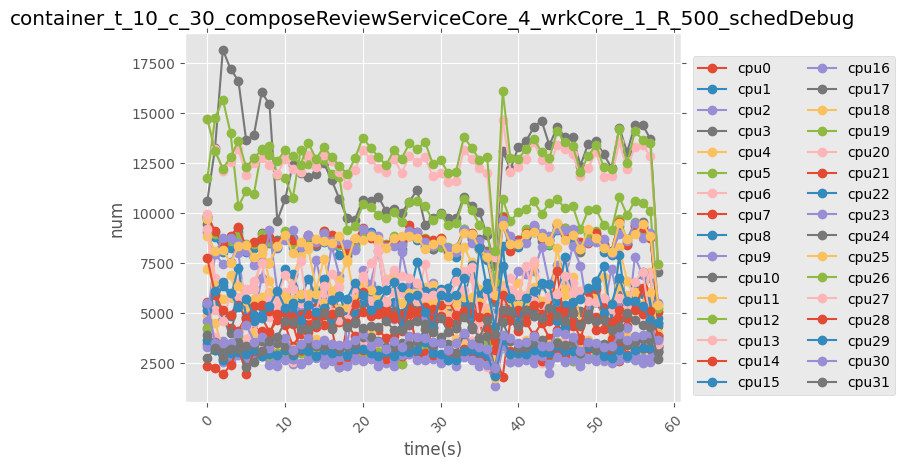 container_t_10_c_30_composeReviewServiceCore_4_wrkCore_1_R_500_schedDebug
num
17500
15000
12500
10000
7500
5000
2500
0
10
20
30
40
50
60
time(s)
cpu0
cpu1
cpu2
cpu3
cpu4
cpu5
cpu6
cpu7
cpu8
cpu9
cpu10
cpu11
cpu12
cpu13
cpu14
cpu15
cpu16
cpu17
cpu18
cpu19
cpu20
cpu21
cpu22
cpu23
cpu24
cpu25
cpu26
cpu27
cpu28
cpu29
cpu30
cpu31